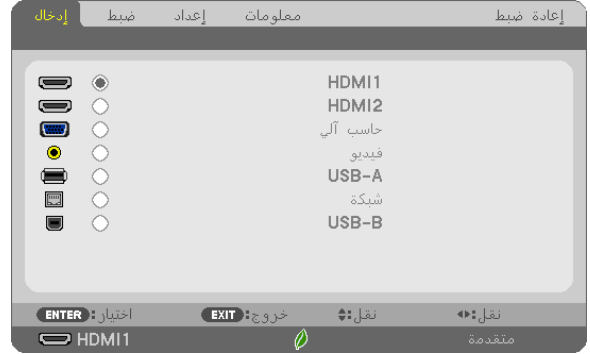 إدخال ضبط إعداد معلومات إعادة ضبط
HDMI1
HDMI2
حاسب آلي
فيديو
USB-A
شبكة
USB-B
ENTER :اختيار EXIT :خروج نقل: نقل:
HDMI1 متقدمة